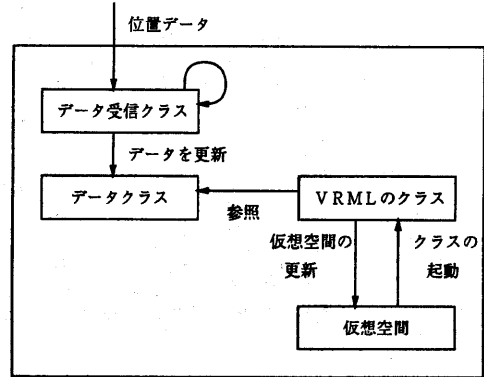 位置データ
データ受信クラス
データを更新
データクラス
ＶＲＭＬのクラス
参照
仮想空間の
更新
クラスの
起動
仮想空間